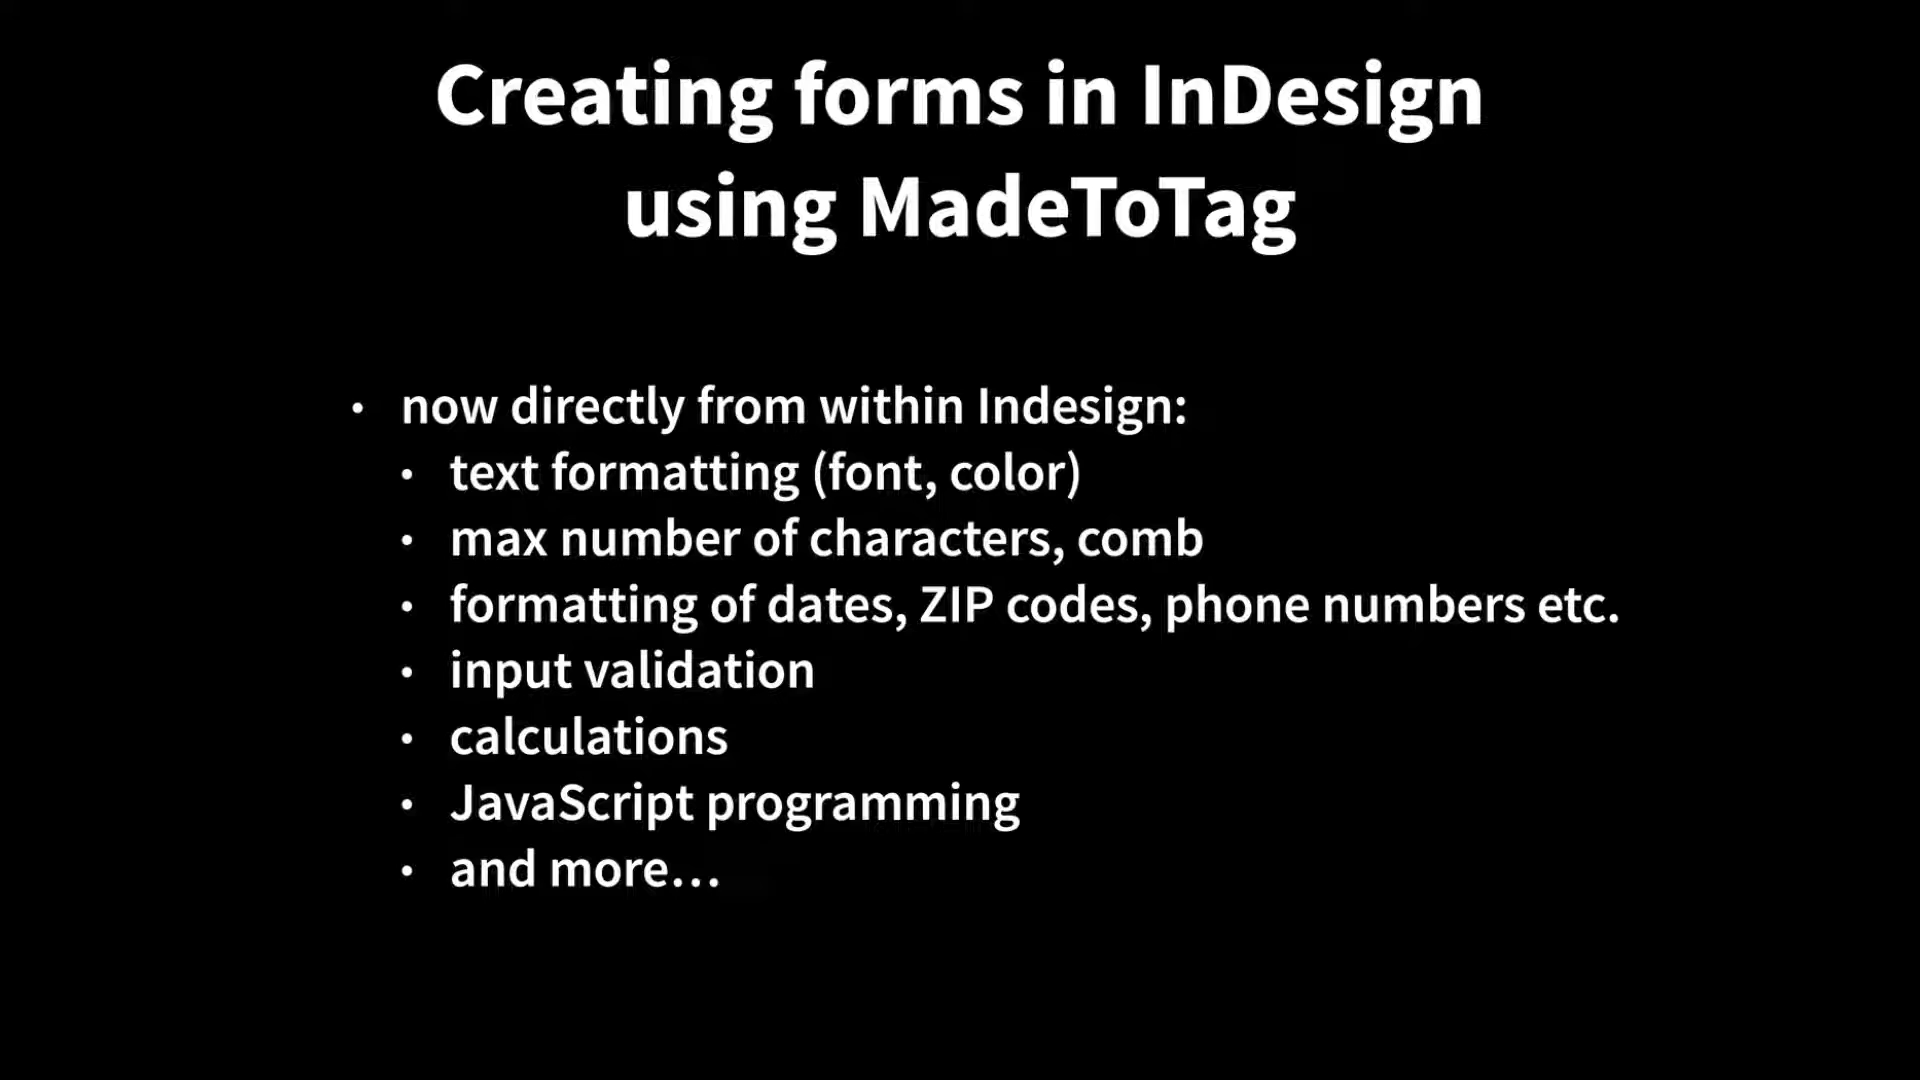 Creating forms in InDesign
using MadeToTag
• now directly from within Indesign:
• text formatting (font, color)
• max number of characters, comb
• formatting of dates, ZIP codes, phone numbers etc.
• input validation
• calculations
• JavaScript programming
• and more…